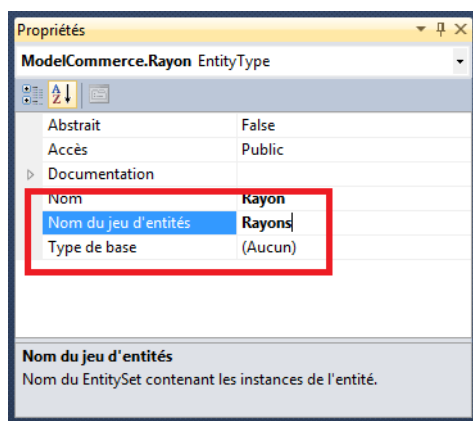 Propriétés
ModelCommerce.Rayon EntityType
Abstrait False
Accès Public
Documentation
Nom Rayon
Nom du jeu d'entités Rayons
Type de base (Aucun)
Nom du jeu d'entités
Nom du EntitySet contenant les instances de l'entité.